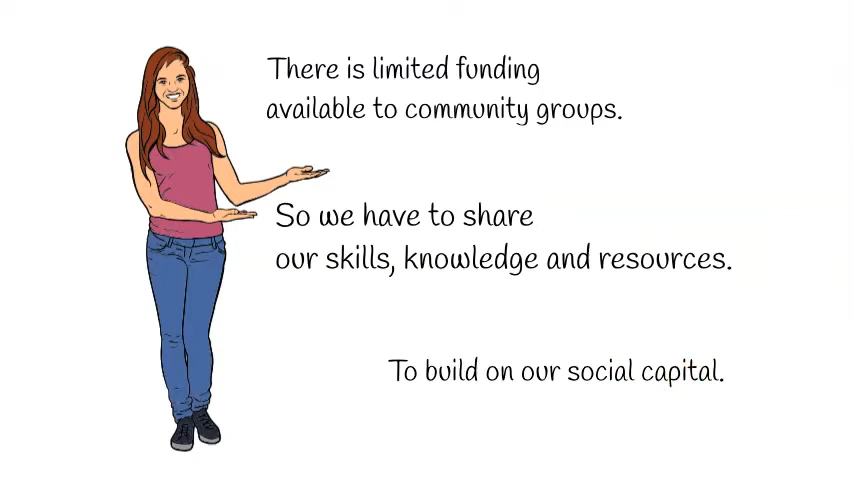 There is limited funding
available to community groups.
So we have to share
our skills, knowledge and resources.
To build on our social capital.